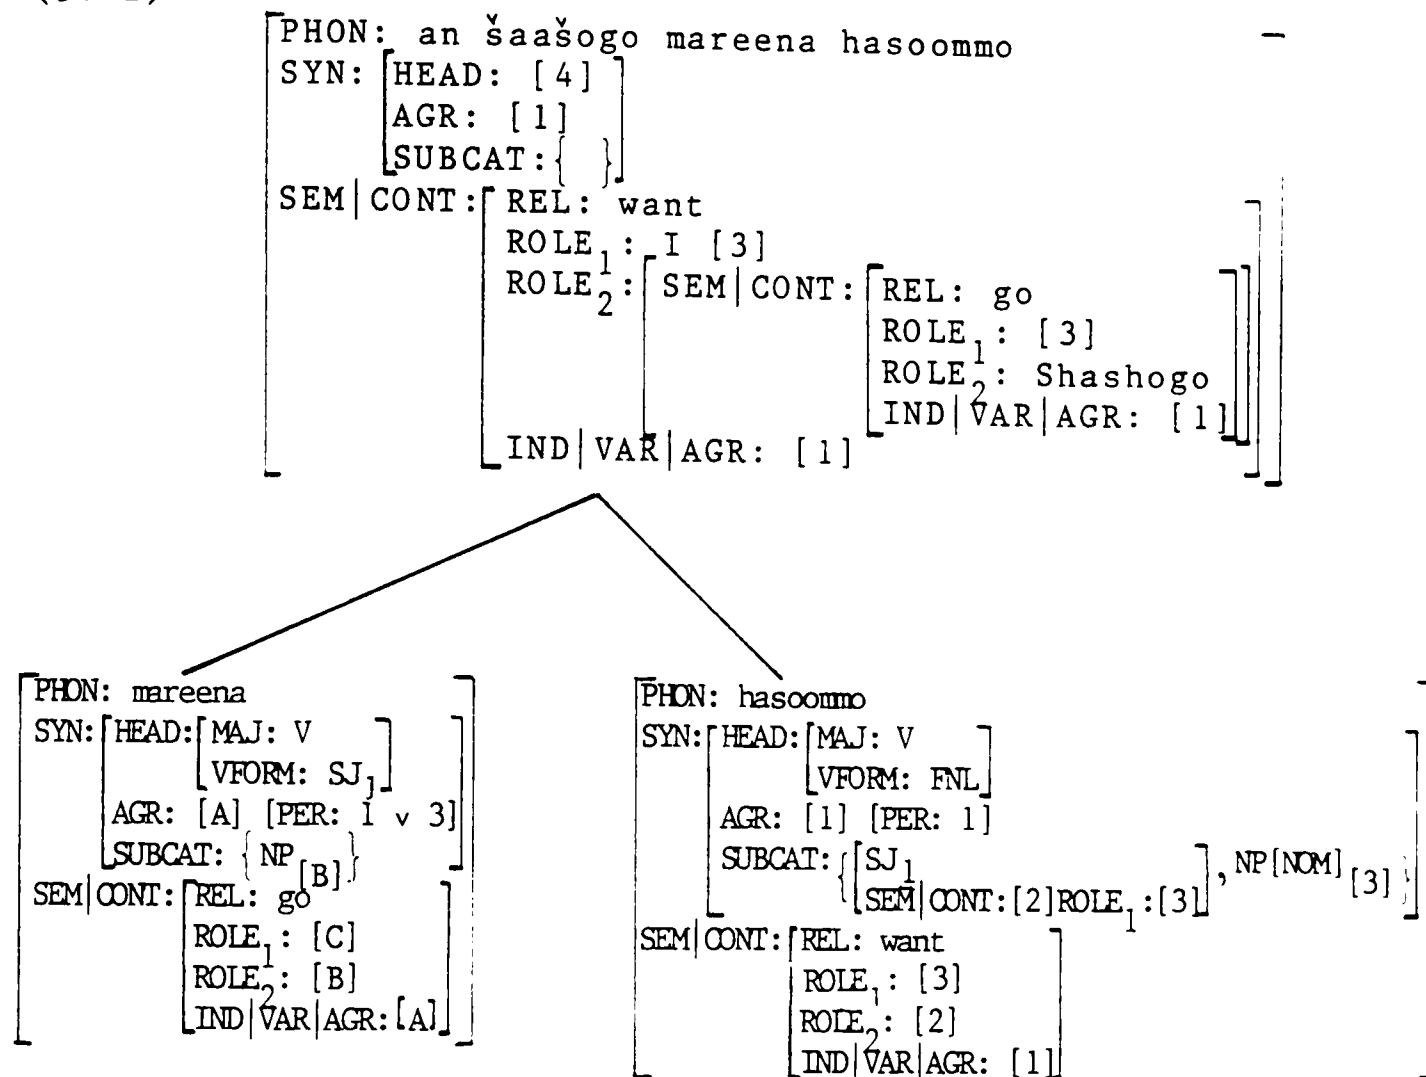 PHON: an šaašogo mareena hasoommo
SYN: HEAD: [4]
AGR: [1]
SUBCAT:{ }
SEM|CONT: REL: want
ROLE1: I [3]
ROLE2: SEM|CONT: REL: go
ROLE1: [3]
ROLE2: Shashogo
IND|VAR|AGR: [1]
IND|VAR|AGR: [1]
PHON: mareena
SYN: HEAD: MAJ: V
VFORM: SJ1
AGR: [A] [PER: 1 v 3]
SUBCAT: {NP[B]}
SEM|CONT: REL: go
ROLE1: [C]
ROLE2: [B]
IND|VAR|AGR: [A]
PHON: hasoommo
SYN: HEAD: MAJ: V
VFORM: FNL
AGR: [1] [PER: 1]
SUBCAT: {[SJ1
SEM|CONT:[2]ROLE1:[3]], NP[NOM][3]}
SEM|CONT: REL: want
ROLE1: [3]
ROLE2: [2]
IND|VAR|AGR: [1]